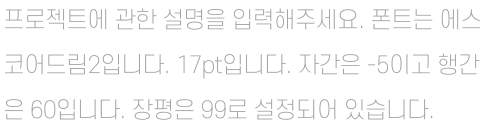 프로젝트에 관한 설명을 입력해주세요. 폰트는 에스
코어드림2입니다. 17pt입니다. 자간은 -50이고 행간
은 60입니다. 장평은 99로 설정되어 있습니다.